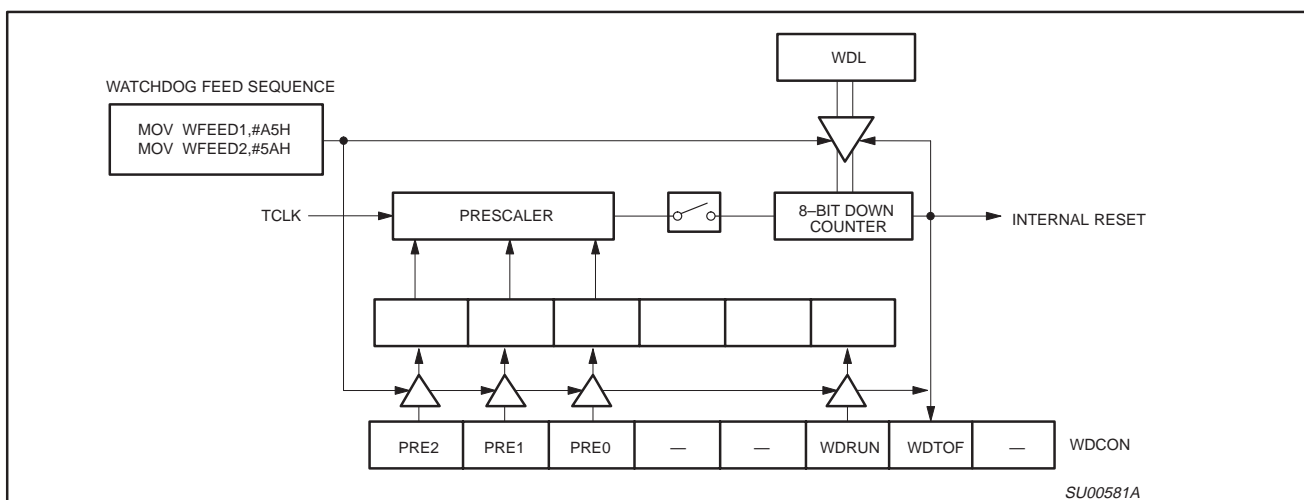 WDL
WATCHDOG FEED SEQUENCE
MOV WFEED1,#A5H
MOV WFEED2,#5AH
TCLK
PRESCALER
8–BIT DOWN
COUNTER
INTERNAL RESET
PRE2 PRE1 PRE0 — — WDRUN WDTOF — WDCON
SU00581A